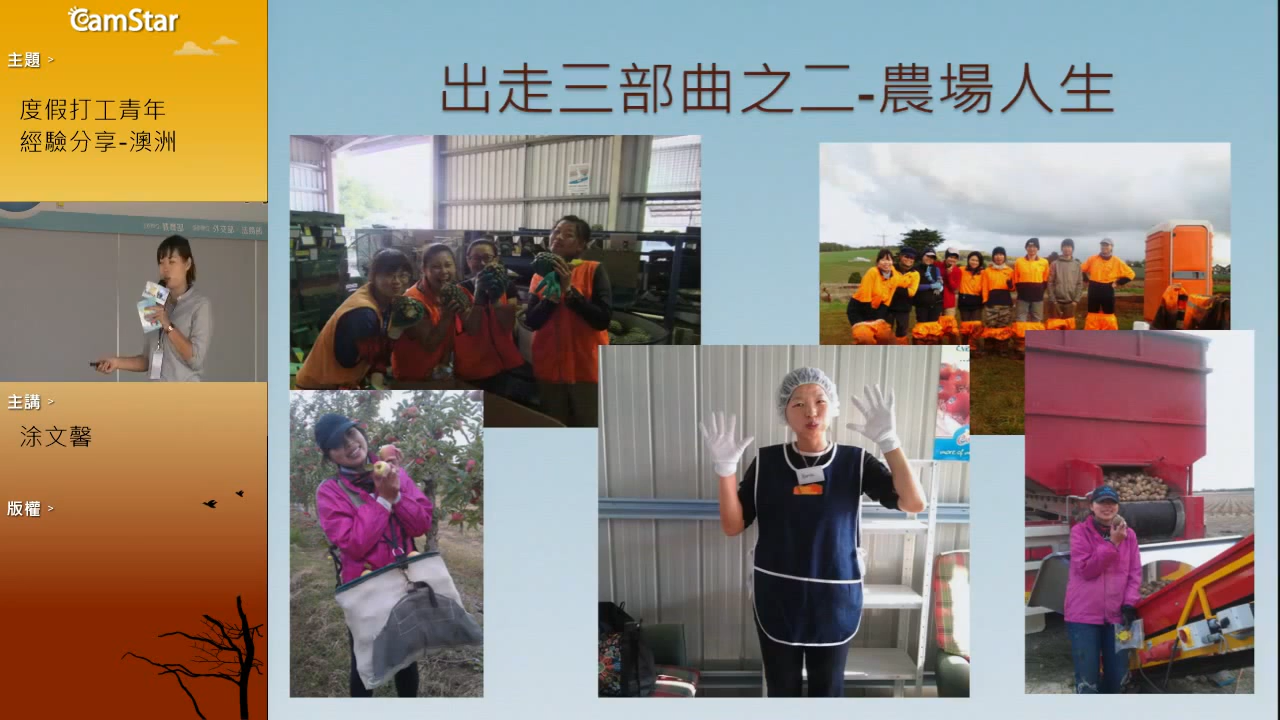 CamStar
主題 >
度假打工青年
經驗分享-澳洲
主講 >
涂文馨
版權 >
出走三部曲之二-農場人生